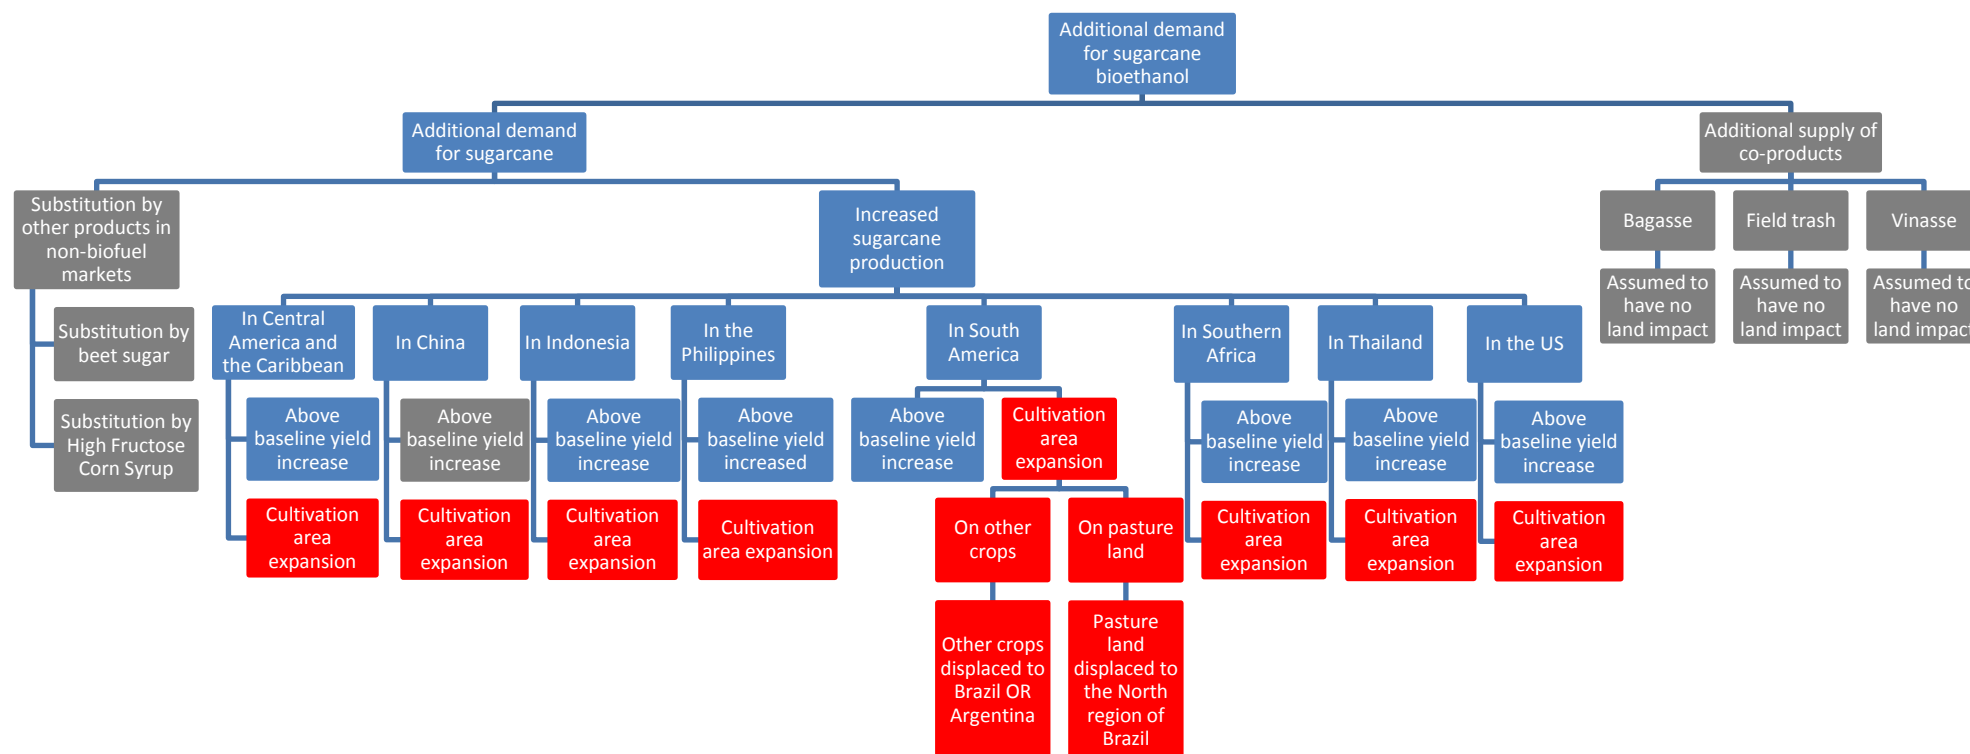 Additional demand
for sugarcane
bioethanol
Additional demand
for sugarcane
Additional supply of
co-products
Substitution by
other products in
non-biofuel
markets
Increased
sugarcane
production
Bagasse
Field trash
Vinasse
Assumed to
have no
land impact
Assumed to
have no
land impact
Assumed to
have no
land impact
Substitution by
beet sugar
Substitution by
High Fructose
Corn Syrup
In Central
America and
the Caribbean
In China
In Indonesia
In the
Philippines
In South
America
In Southern
Africa
In Thailand
In the US
Above
baseline yield
increase
Above
baseline yield
increase
Above
baseline yield
increase
Above
baseline yield
increased
Above
baseline yield
increase
Cultivation
area
expansion
Above
baseline yield
increase
Above
baseline yield
increase
Above
baseline yield
increase
Cultivation
area
expansion
Cultivation
area
expansion
Cultivation
area
expansion
Cultivation
area expansion
On other
crops
On pasture
land
Cultivation
area
expansion
Cultivation
area
expansion
Cultivation
area
expansion
Other crops
displaced to
Brazil OR
Argentina
Pasture
land
displaced to
the North
region of
Brazil